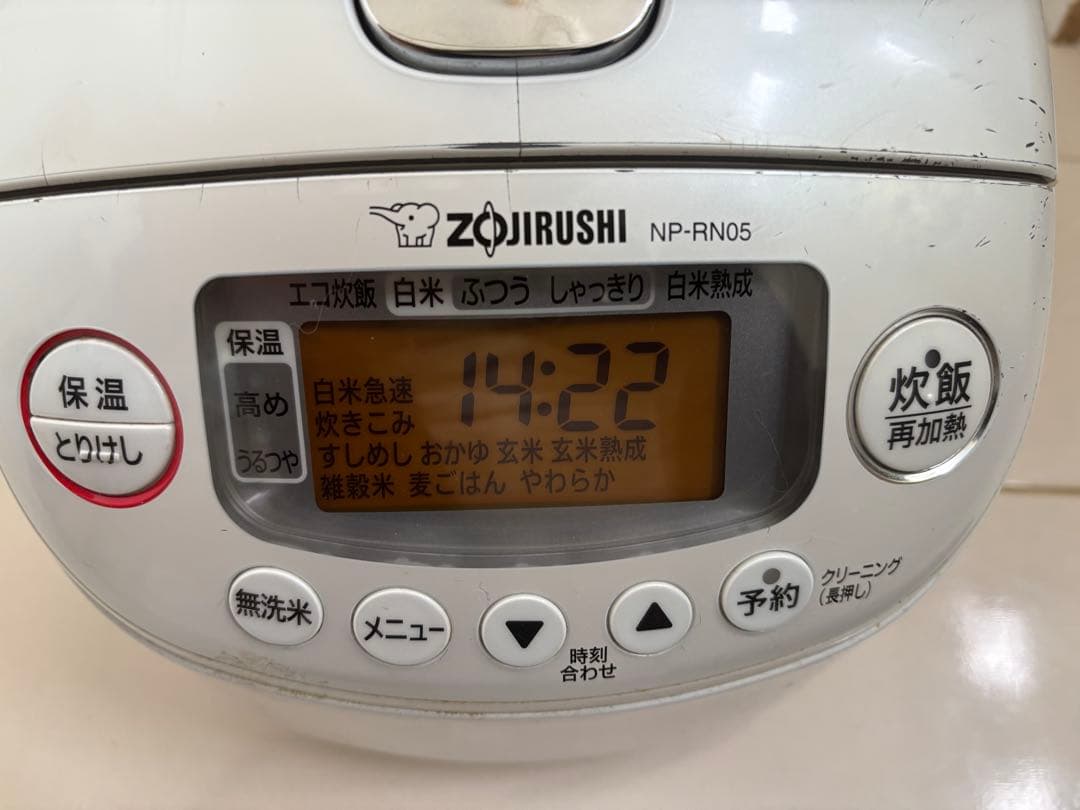 ZOJIRUSHI NP-RN05
エコ炊飯 白米 ふつう しゃっきり 白米熟成
保温
高め
うるつや
14:22
白米急速
炊きこみ
すしめし おかゆ 玄米 玄米熟成
雑穀米 麦ごはん やわらか
保温
とりけし
炊飯
再加熱
無洗米
メニュー
▼
▲
時刻
合わせ
予約
クリーニング
(長押し)